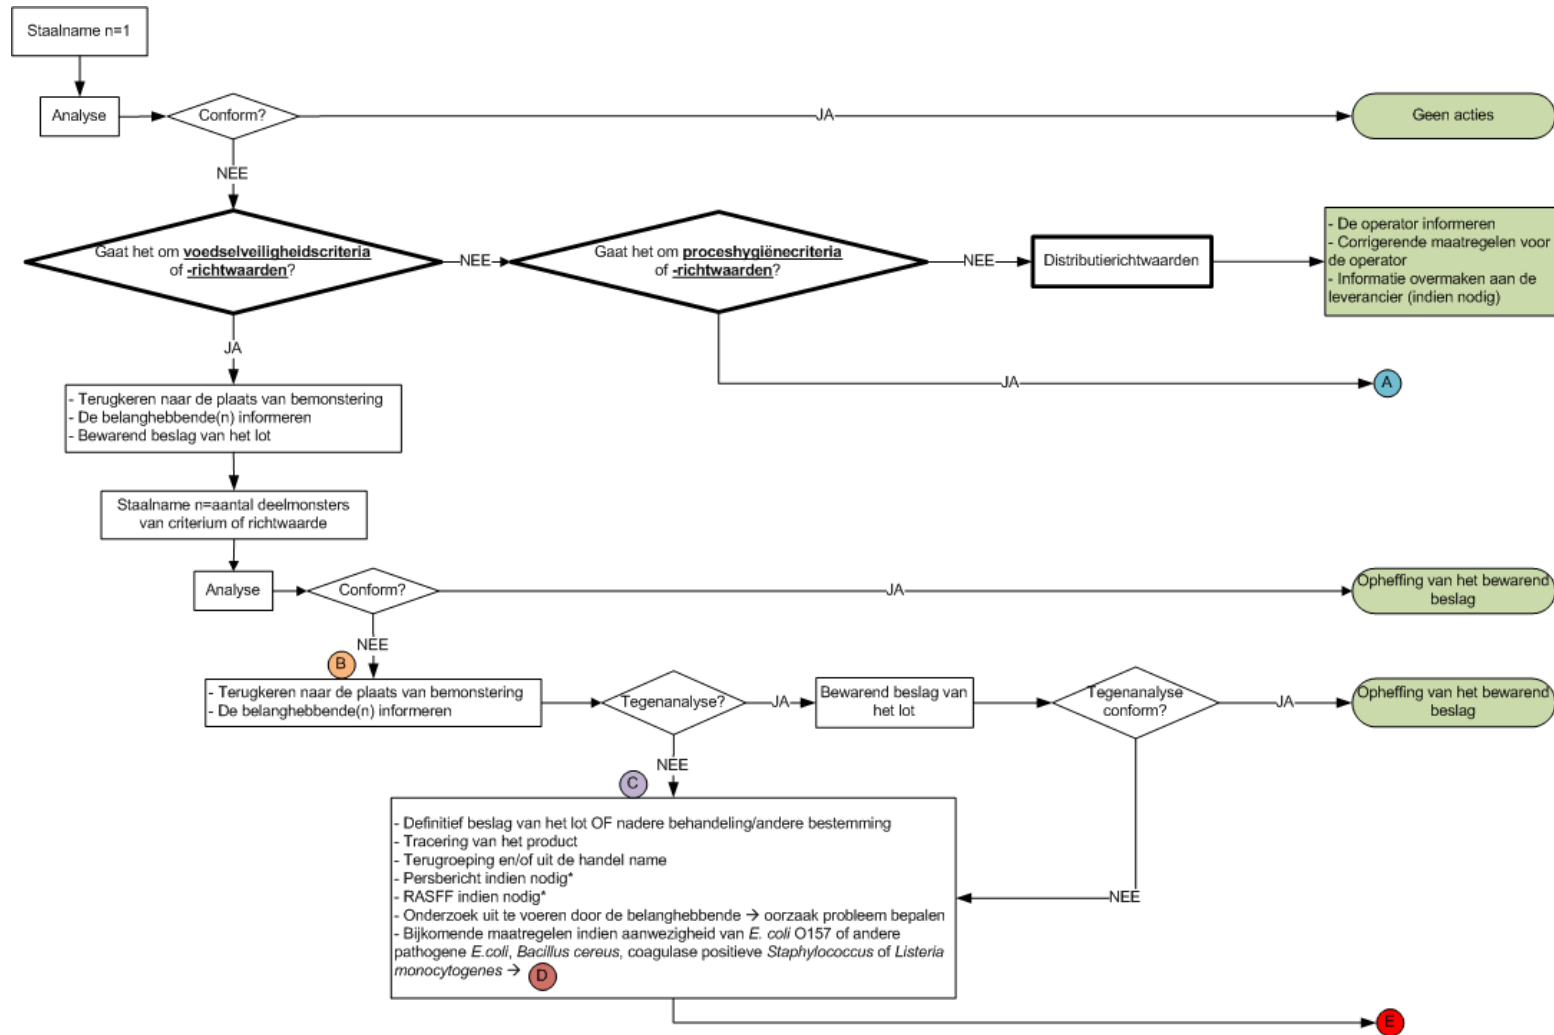 Staalname n=1
Analyse
Conform?
JA
Geen acties
NEE
Gaat het om voedselveiligheidscriteria
of -richtwaarden?
NEE
Gaat het om proceshygiënecriteria
of -richtwaarden?
NEE
Distributierichtwaarden
- De operator informeren
- Corrigerende maatregelen voor
de operator
- Informatie overmaken aan de
leverancier (indien nodig)
JA
JA
A
- Terugkeren naar de plaats van bemonstering
- De belanghebbende(n) informeren
- Bewarend beslag van het lot
Staalname n=aantal deelmonsters
van criterium of richtwaarde
Analyse
Conform?
JA
Opheffing van het bewarend
beslag
NEE
B
- Terugkeren naar de plaats van bemonstering
- De belanghebbende(n) informeren
Tegenanalyse?
JA
Bewarend beslag van
het lot
Tegenanalyse
conform?
JA
Opheffing van het bewarend
beslag
NEE
C
- Definitief beslag van het lot OF nadere behandeling/andere bestemming
- Tracering van het product
- Terugroeping en/of uit de handel name
- Persbericht indien nodig*
- RASFF indien nodig*
- Onderzoek uit te voeren door de belanghebbende → oorzaak probleem bepalen
- Bijkomende maatregelen indien aanwezigheid van E. coli O157 of andere
pathogene E.coli, Bacillus cereus, coagulase positieve Staphylococcus of Listeria
monocytogenes →
D
NEE
E